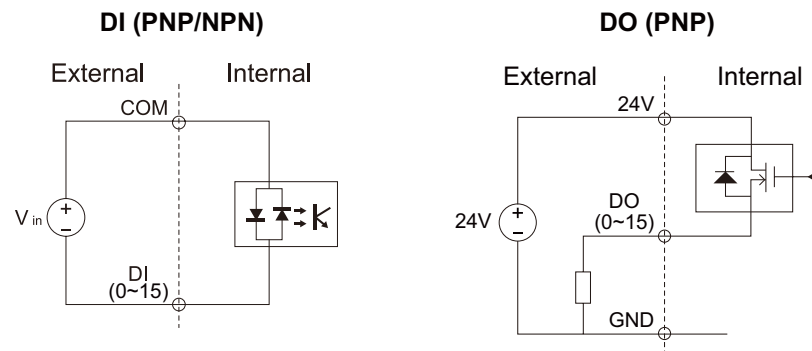 DI (PNP/NPN)
External
Internal
COM
+
V in
−
DI
(0~15)
DO (PNP)
External
Internal
24V
DO
(0~15)
+
24V
−
GND